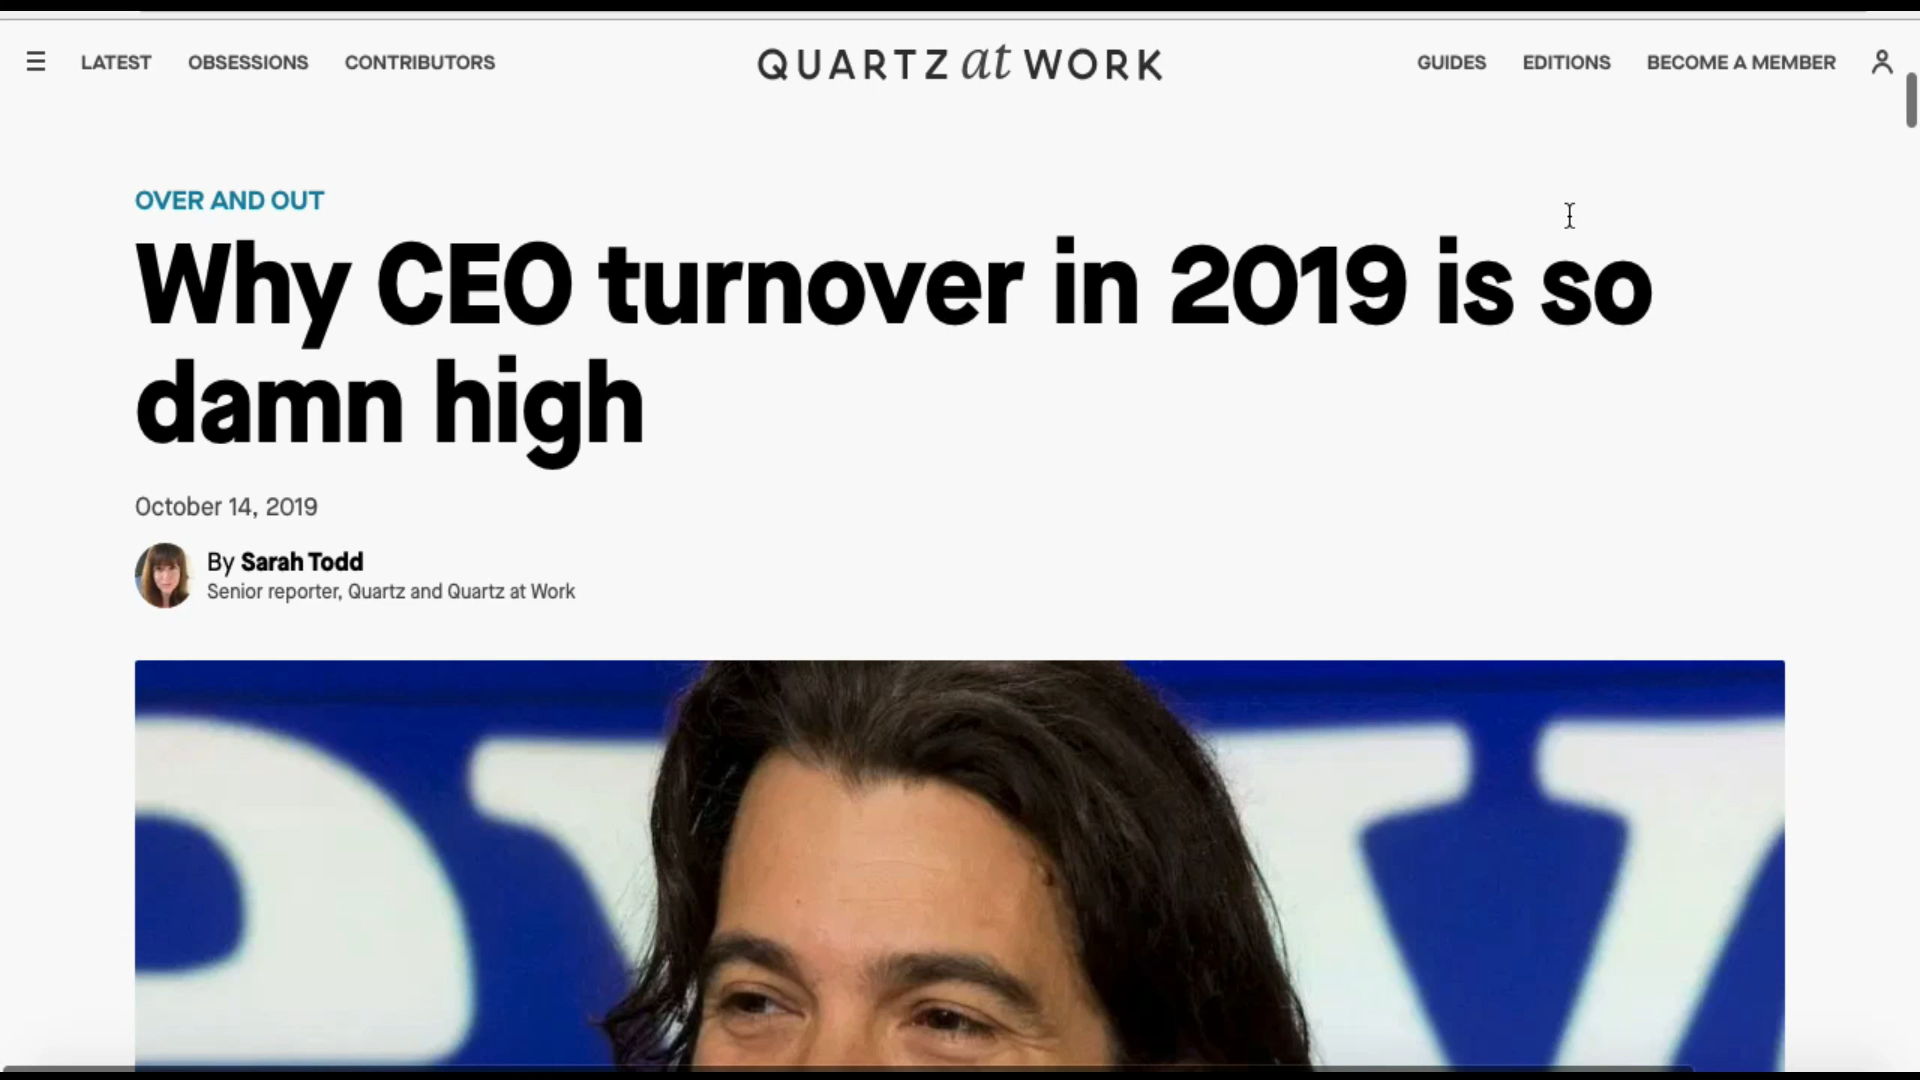 LATEST OBSESSIONS CONTRIBUTORS QUARTZ at WORK GUIDES EDITIONS BECOME A MEMBER
OVER AND OUT
Why CEO turnover in 2019 is so
damn high
October 14, 2019
By Sarah Todd
Senior reporter, Quartz and Quartz at Work